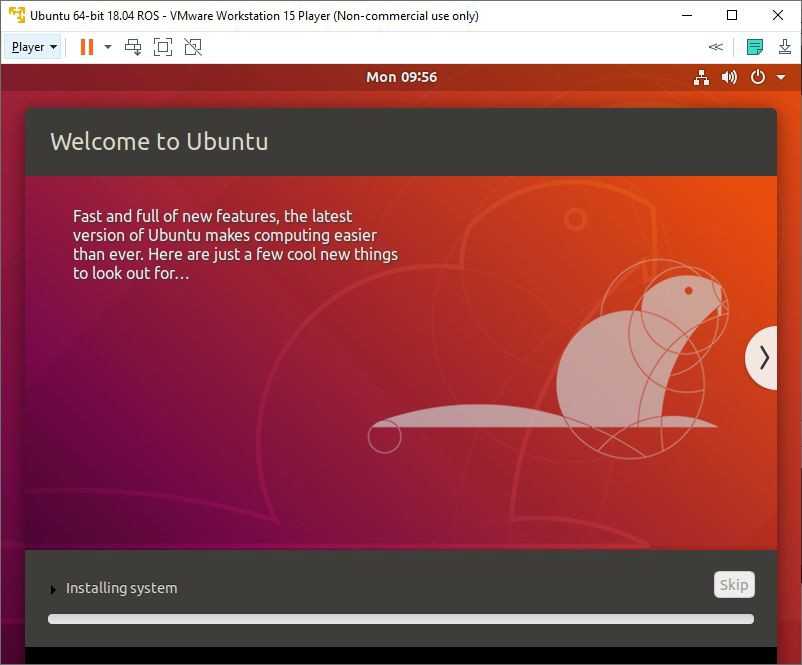 Ubuntu 64-bit 18.04 ROS - VMware Workstation 15 Player (Non-commercial use only)
Player
Mon 09:56
Welcome to Ubuntu
Fast and full of new features, the latest
version of Ubuntu makes computing easier
than ever. Here are just a few cool new things
to look out for…
Installing system
Skip